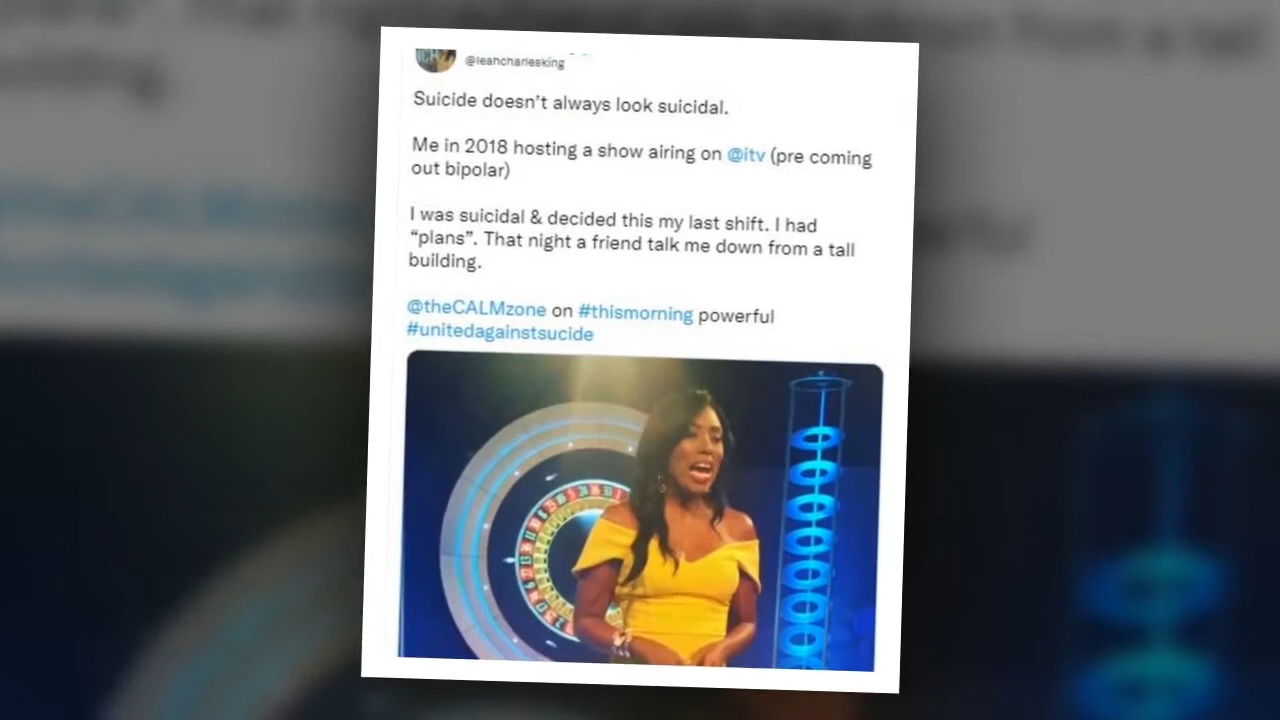 @leahcharlesking
Suicide doesn't always look suicidal.
Me in 2018 hosting a show airing on @itv (pre coming
out bipolar)
I was suicidal & decided this my last shift. I had
“plans”. That night a friend talk me down from a tall
building.
@theCALMzone on #thismorning powerful
#unitedagainstsucide